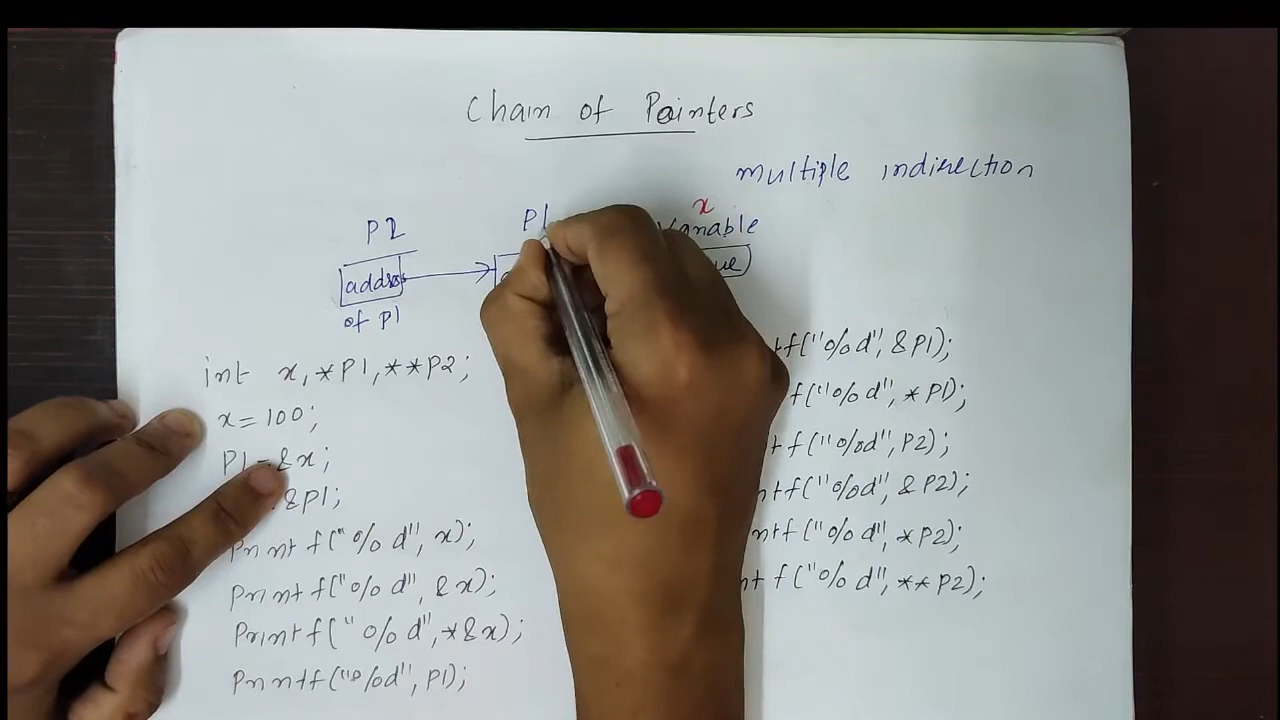 Chain of Pointers
multiple indirection
x
P2 P1 Variable
address
of P1
int x, *P1, **P2;
x = 100;
P1 = &x;
&P1;
Printf("%d", x);
Printf("%d", &x);
Printf("%d", *&x);
Printf("%d", P1);
f("%d", &P1);
f("%d", *P1);
f("%d", P2);
ntf("%d", &P2);
ntf("%d", *P2);
ntf("%d", **P2);